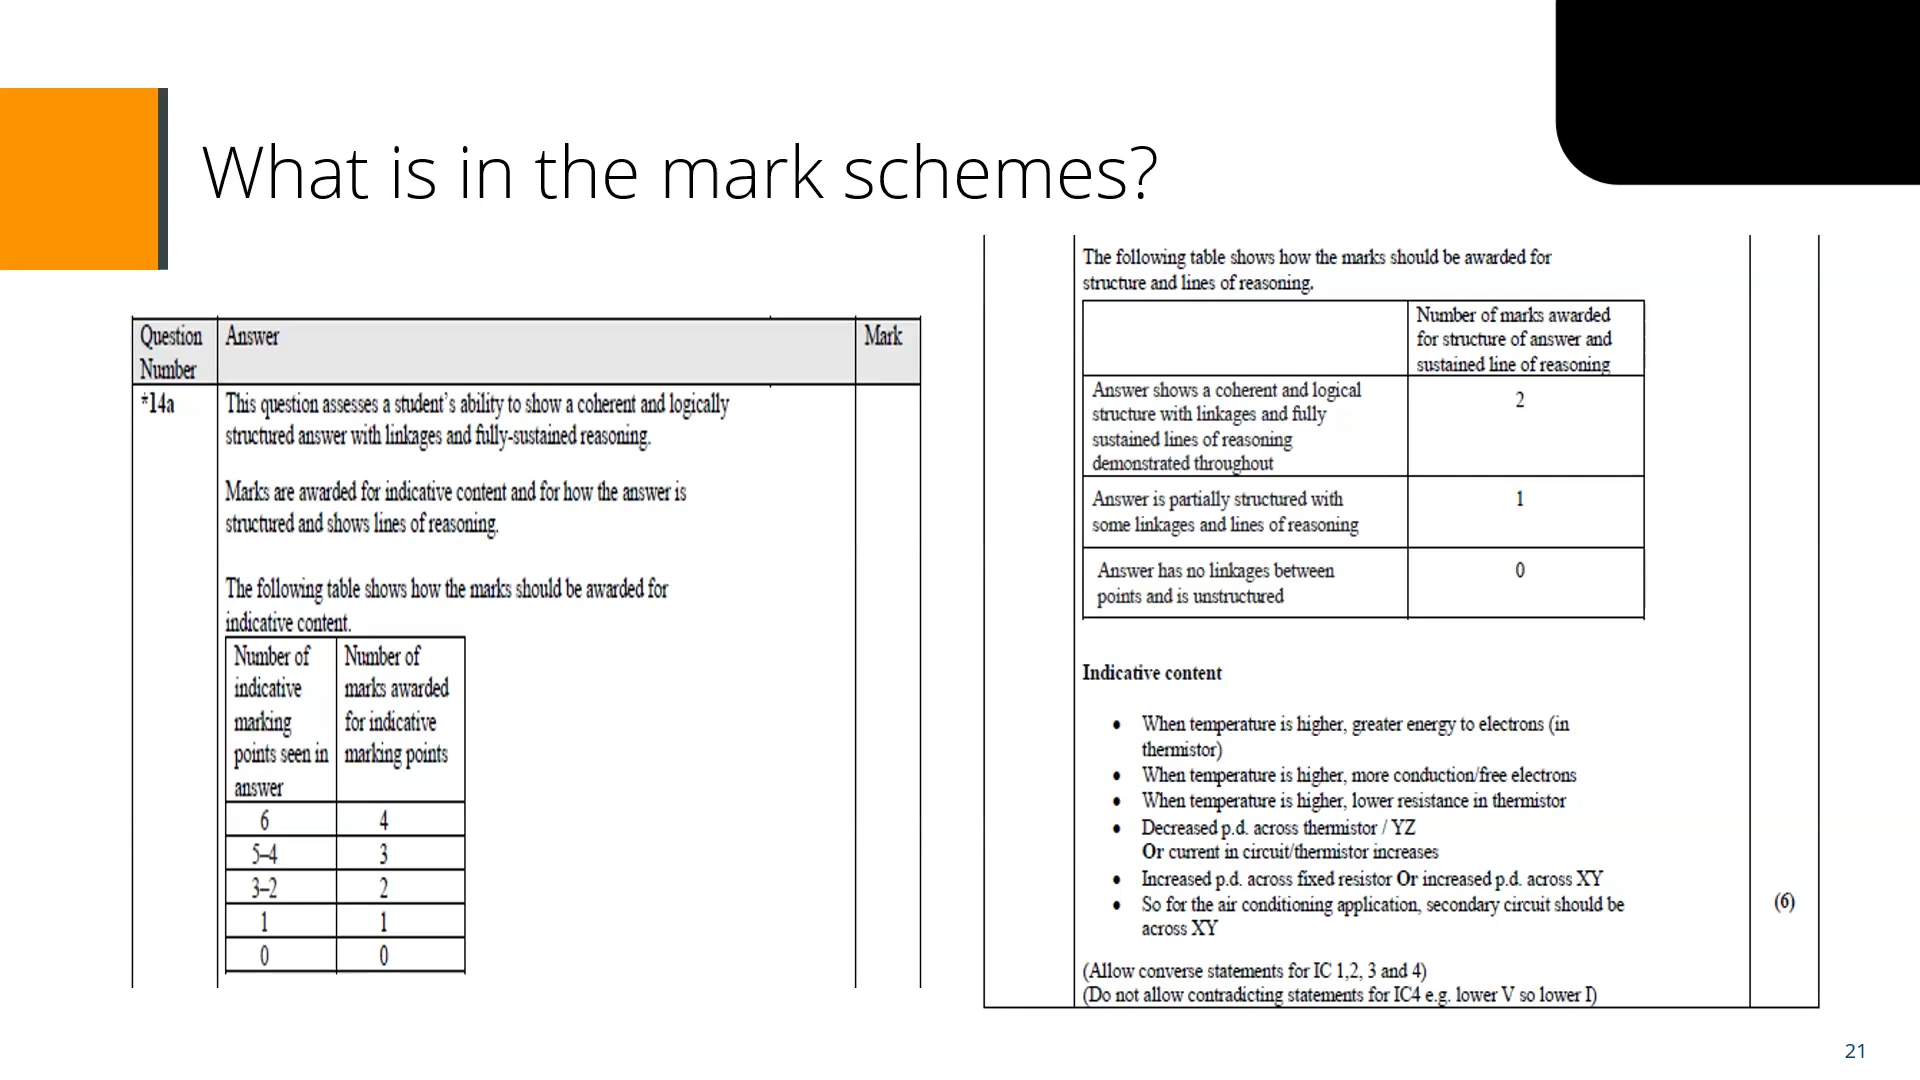 What is in the mark schemes?
Question Number
Answer
Mark
*14a
This question assesses a student's ability to show a coherent and logically
structured answer with linkages and fully-sustained reasoning.
Marks are awarded for indicative content and for how the answer is
structured and shows lines of reasoning.
The following table shows how the marks should be awarded for
indicative content.
Number of
indicative
marking
points seen in
answer
Number of
marks awarded
for indicative
marking points
6 4
5–4 3
3–2 2
1 1
0 0
The following table shows how the marks should be awarded for
structure and lines of reasoning.
Number of marks awarded
for structure of answer and
sustained line of reasoning
Answer shows a coherent and logical
structure with linkages and fully
sustained lines of reasoning
demonstrated throughout
2
Answer is partially structured with
some linkages and lines of reasoning
1
Answer has no linkages between
points and is unstructured
0
Indicative content
• When temperature is higher, greater energy to electrons (in
thermistor)
• When temperature is higher, more conduction/free electrons
• When temperature is higher, lower resistance in thermistor
• Decreased p.d. across thermistor / YZ
Or current in circuit/thermistor increases
• Increased p.d. across fixed resistor Or increased p.d. across XY
• So for the air conditioning application, secondary circuit should be
across XY
(6)
(Allow converse statements for IC 1,2, 3 and 4)
(Do not allow contradicting statements for IC4 e.g. lower V so lower I)
21